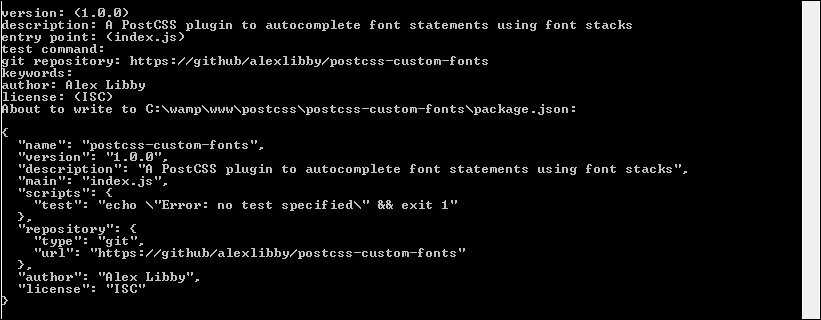 version: (1.0.0)
description: A PostCSS plugin to autocomplete font statements using font stacks
entry point: (index.js)
test command:
git repository: https://github/alexlibby/postcss-custom-fonts
keywords:
author: Alex Libby
license: (ISC)
About to write to C:\wamp\www\postcss\postcss-custom-fonts\package.json:

{
  "name": "postcss-custom-fonts",
  "version": "1.0.0",
  "description": "A PostCSS plugin to autocomplete font statements using font stacks",
  "main": "index.js",
  "scripts": {
    "test": "echo \"Error: no test specified\" && exit 1"
  },
  "repository": {
    "type": "git",
    "url": "https://github/alexlibby/postcss-custom-fonts"
  },
  "author": "Alex Libby",
  "license": "ISC"
}